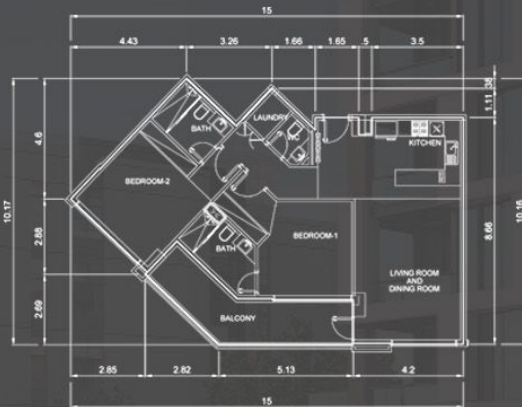 15
4.43 3.26 1.66 1.65 .5 3.5
.38
1.11
4.6
LAUNDRY
BATH
WC
KITCHEN
BEDROOM-2
10.17
10.16
2.88
BEDROOM-1
8.66
BATH
LIVING ROOM
AND
DINING ROOM
2.69
BALCONY
2.85 2.82 5.13 4.2
15